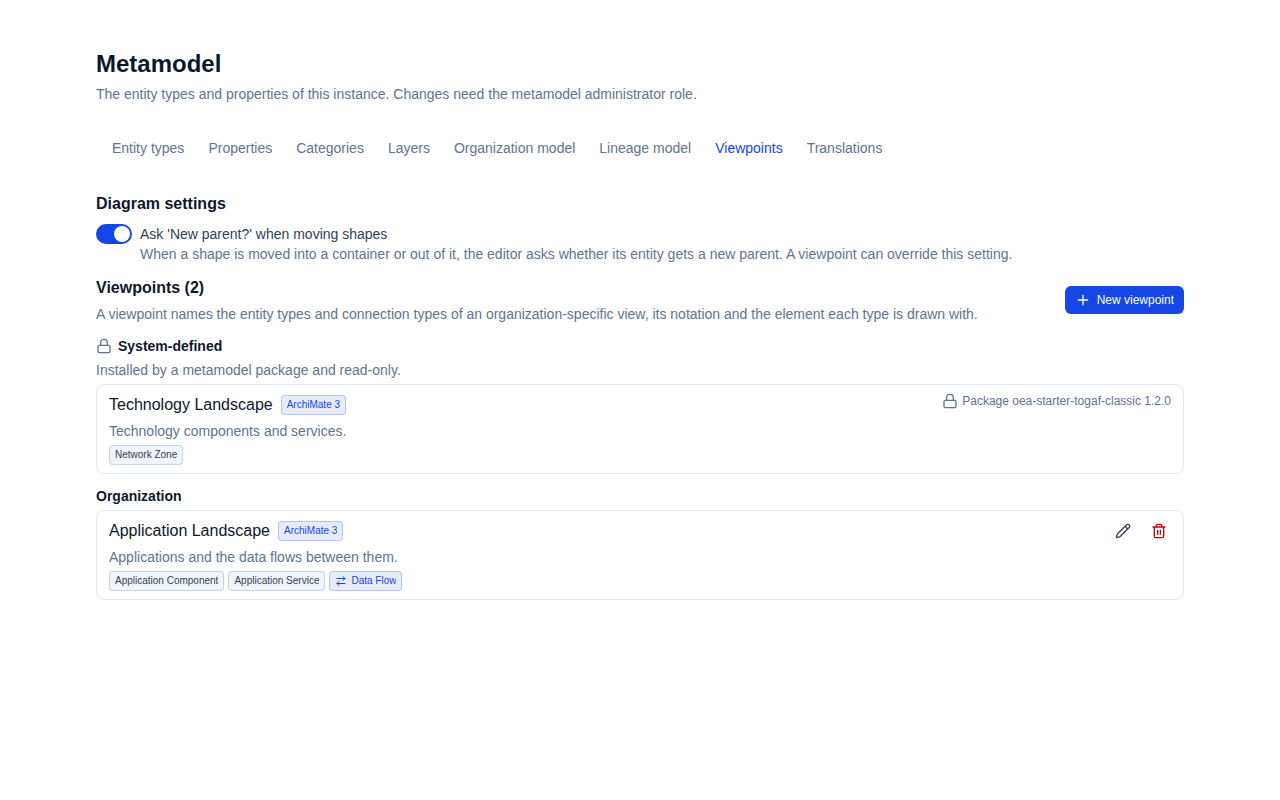 Metamodel
The entity types and properties of this instance. Changes need the metamodel administrator role.
Entity types Properties Categories Layers Organization model Lineage model Viewpoints Translations
Diagram settings
Ask 'New parent?' when moving shapes
When a shape is moved into a container or out of it, the editor asks whether its entity gets a new parent. A viewpoint can override this setting.
Viewpoints (2)
New viewpoint
A viewpoint names the entity types and connection types of an organization-specific view, its notation and the element each type is drawn with.
System-defined
Installed by a metamodel package and read-only.
Technology Landscape ArchiMate 3 Package oea-starter-togaf-classic 1.2.0
Technology components and services.
Network Zone
Organization
Application Landscape ArchiMate 3
Applications and the data flows between them.
Application Component Application Service Data Flow